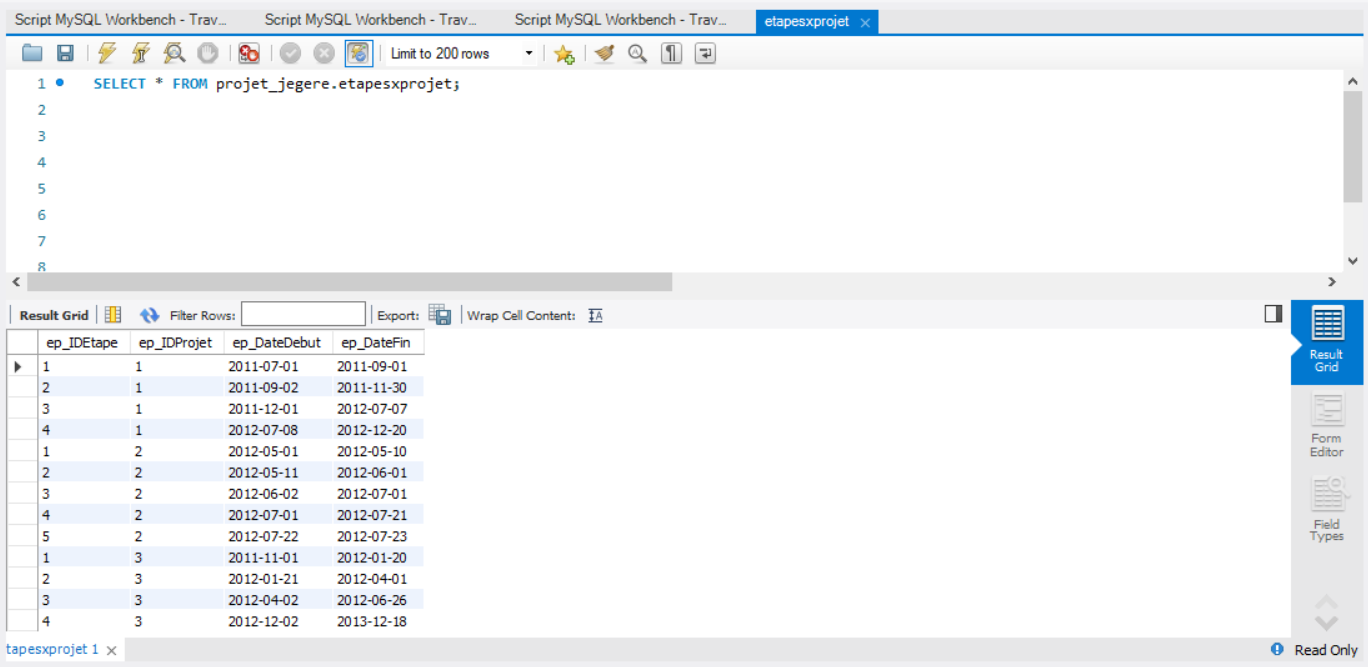 Script MySQL Workbench - Trav... Script MySQL Workbench - Trav... Script MySQL Workbench - Trav... etapesxprojet
Limit to 200 rows
1 SELECT * FROM projet_jegere.etapesxprojet;
2
3
4
5
6
7
8
Result Grid Filter Rows: Export: Wrap Cell Content: IA
ep_IDEtape ep_IDProjet ep_DateDebut ep_DateFin
1 1 2011-07-01 2011-09-01
2 1 2011-09-02 2011-11-30
3 1 2011-12-01 2012-07-07
4 1 2012-07-08 2012-12-20
1 2 2012-05-01 2012-05-10
2 2 2012-05-11 2012-06-01
3 2 2012-06-02 2012-07-01
4 2 2012-07-01 2012-07-21
5 2 2012-07-22 2012-07-23
1 3 2011-11-01 2012-01-20
2 3 2012-01-21 2012-04-01
3 3 2012-04-02 2012-06-26
4 3 2012-12-02 2013-12-18
Result
Grid
Form
Editor
Field
Types
tapesxprojet 1 Read Only